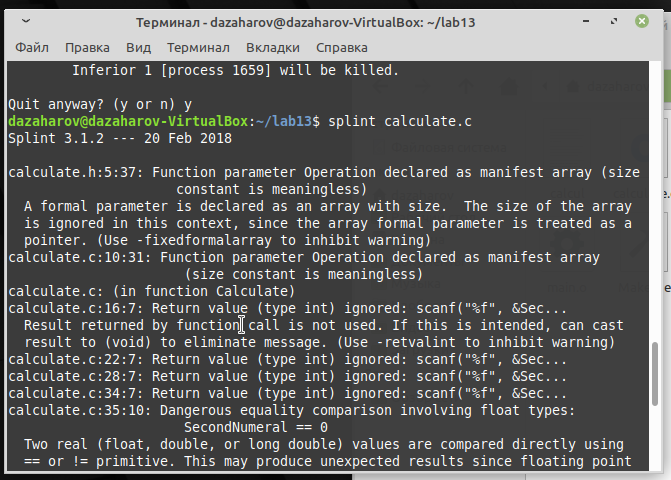 Терминал - dazaharov@dazaharov-VirtualBox: ~/lab13
Файл Правка Вид Терминал Вкладки Справка
Inferior 1 [process 1659] will be killed.
Quit anyway? (y or n) y
dazaharov@dazaharov-VirtualBox:~/lab13$ splint calculate.c
Splint 3.1.2 --- 20 Feb 2018
calculate.h:5:37: Function parameter Operation declared as manifest array (size
constant is meaningless)
A formal parameter is declared as an array with size.  The size of the array
is ignored in this context, since the array formal parameter is treated as a
pointer. (Use -fixedformalarray to inhibit warning)
calculate.c:10:31: Function parameter Operation declared as manifest array
(size constant is meaningless)
calculate.c: (in function Calculate)
calculate.c:16:7: Return value (type int) ignored: scanf("%f", &Sec...
Result returned by function call is not used. If this is intended, can cast
result to (void) to eliminate message. (Use -retvalint to inhibit warning)
calculate.c:22:7: Return value (type int) ignored: scanf("%f", &Sec...
calculate.c:28:7: Return value (type int) ignored: scanf("%f", &Sec...
calculate.c:34:7: Return value (type int) ignored: scanf("%f", &Sec...
calculate.c:35:10: Dangerous equality comparison involving float types:
SecondNumeral == 0
Two real (float, double, or long double) values are compared directly using
== or != primitive. This may produce unexpected results since floating point